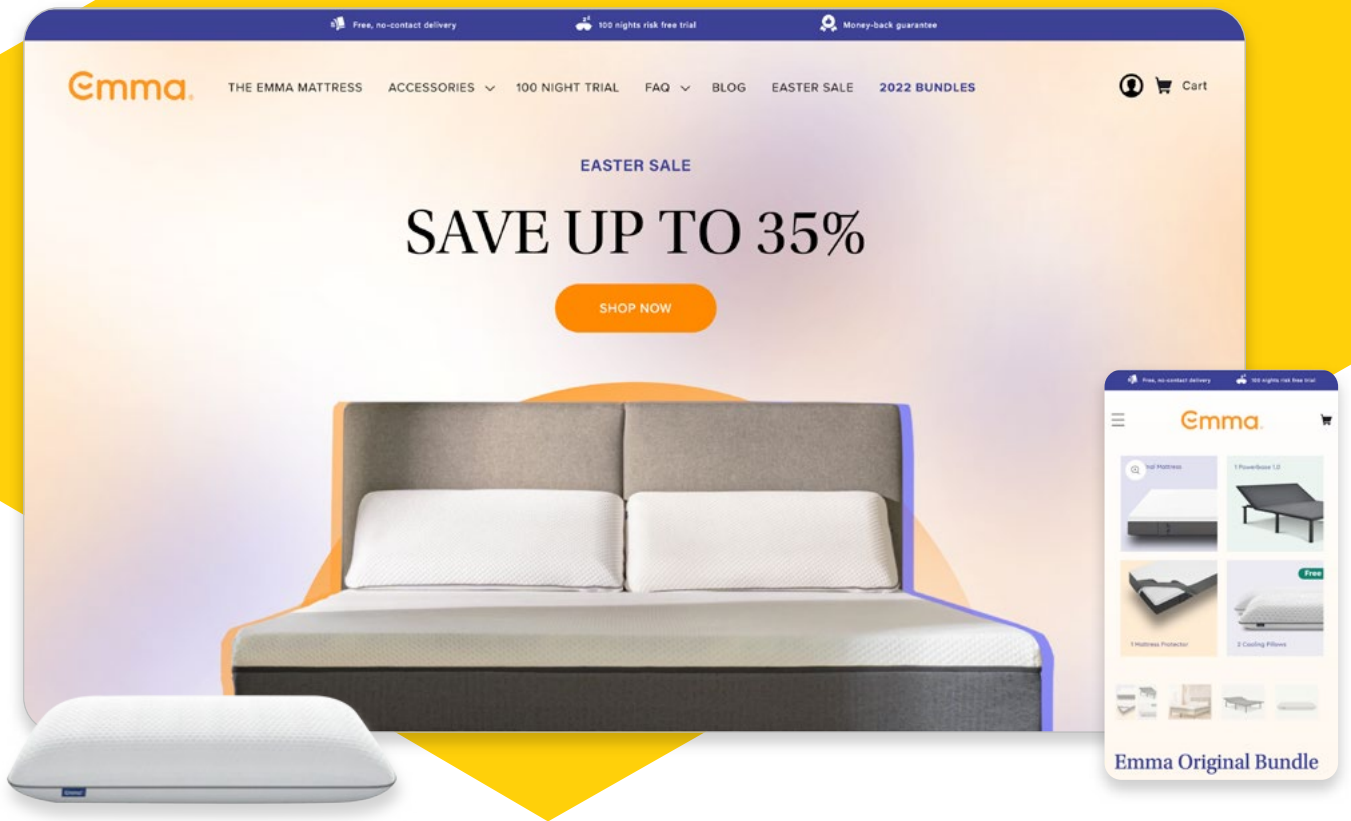 Free, no-contact delivery
100 nights risk free trial
Money-back guarantee
Emma.
THE EMMA MATTRESS ACCESSORIES 100 NIGHT TRIAL FAQ BLOG EASTER SALE 2022 BUNDLES
Cart
EASTER SALE
SAVE UP TO 35%
SHOP NOW
Free, no-contact delivery
100 nights risk free trial
Emma.
Mattress
1 Powerbase 1.2
Free
1 Mattress Protector
2 Cooling Pillows
Emma Original Bundle
Emma